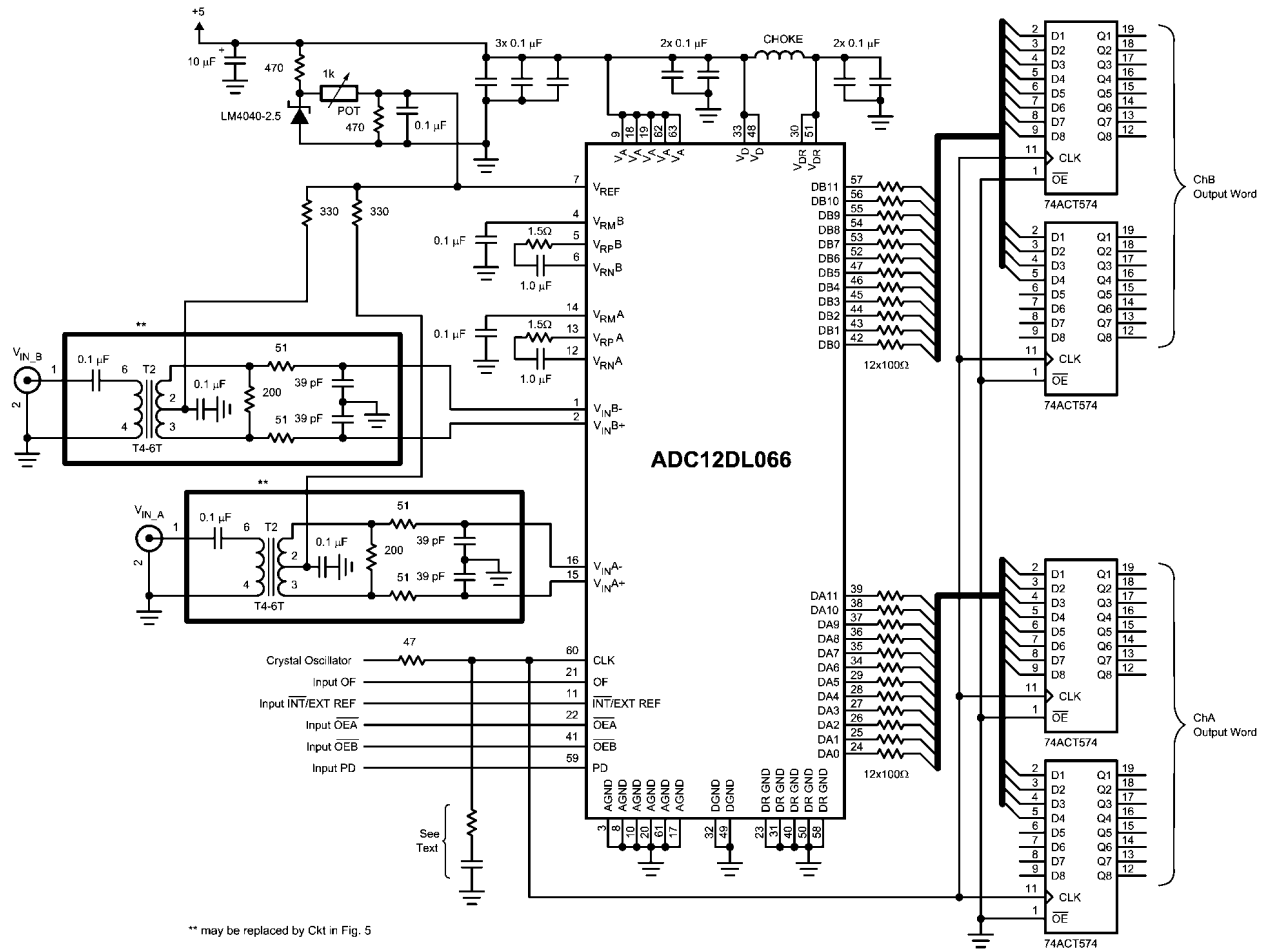 +5
10 µF
+
470
1k
POT
LM4040-2.5
470
0.1 µF
3x 0.1 µF
2x 0.1 µF
CHOKE
2x 0.1 µF
9
18
19
62
63
33
48
30
51
VA
VA
VA
VA
VA
VD
VD
VDR
VDR
330
330
7 VREF
4 VRMB
0.1 µF
1.5Ω
5 VRPB
6 VRNB
1.0 µF
14 VRMA
0.1 µF
1.5Ω
13 VRPA
12 VRNA
1.0 µF
**
VIN_B
1
2
0.1 µF
6
4
T2
2
3
T4-6T
0.1 µF
51
200
51
39 pF
39 pF
1 VINB-
2 VINB+
ADC12DL066
**
VIN_A
1
2
0.1 µF
6
4
T2
2
3
T4-6T
0.1 µF
51
200
51
39 pF
39 pF
16 VINA-
15 VINA+
Crystal Oscillator 47 60 CLK
Input OF 21 OF
Input INT/EXT REF 11 INT/EXT REF
Input OEA 22 OEA
Input OEB 41 OEB
Input PD 59 PD
See
Text
AGND
AGND
AGND
AGND
AGND
AGND
DGND
DGND
DR GND
DR GND
DR GND
DR GND
DR GND
3
8
10
20
61
17
32
49
23
31
40
50
58
DB11 57
DB10 56
DB9 55
DB8 54
DB7 53
DB6 52
DB5 47
DB4 46
DB3 45
DB2 44
DB1 43
DB0 42
12x100Ω
DA11 39
DA10 38
DA9 37
DA8 36
DA7 35
DA6 34
DA5 29
DA4 28
DA3 27
DA2 26
DA1 25
DA0 24
12x100Ω
2 D1 Q1 19
3 D2 Q2 18
4 D3 Q3 17
5 D4 Q4 16
6 D5 Q5 15
7 D6 Q6 14
8 D7 Q7 13
9 D8 Q8 12
11 CLK
1 OE
74ACT574
2 D1 Q1 19
3 D2 Q2 18
4 D3 Q3 17
5 D4 Q4 16
6 D5 Q5 15
7 D6 Q6 14
8 D7 Q7 13
9 D8 Q8 12
11 CLK
1 OE
74ACT574
ChB
Output Word
2 D1 Q1 19
3 D2 Q2 18
4 D3 Q3 17
5 D4 Q4 16
6 D5 Q5 15
7 D6 Q6 14
8 D7 Q7 13
9 D8 Q8 12
11 CLK
1 OE
74ACT574
2 D1 Q1 19
3 D2 Q2 18
4 D3 Q3 17
5 D4 Q4 16
6 D5 Q5 15
7 D6 Q6 14
8 D7 Q7 13
9 D8 Q8 12
11 CLK
1 OE
74ACT574
ChA
Output Word
** may be replaced by Ckt in Fig. 5